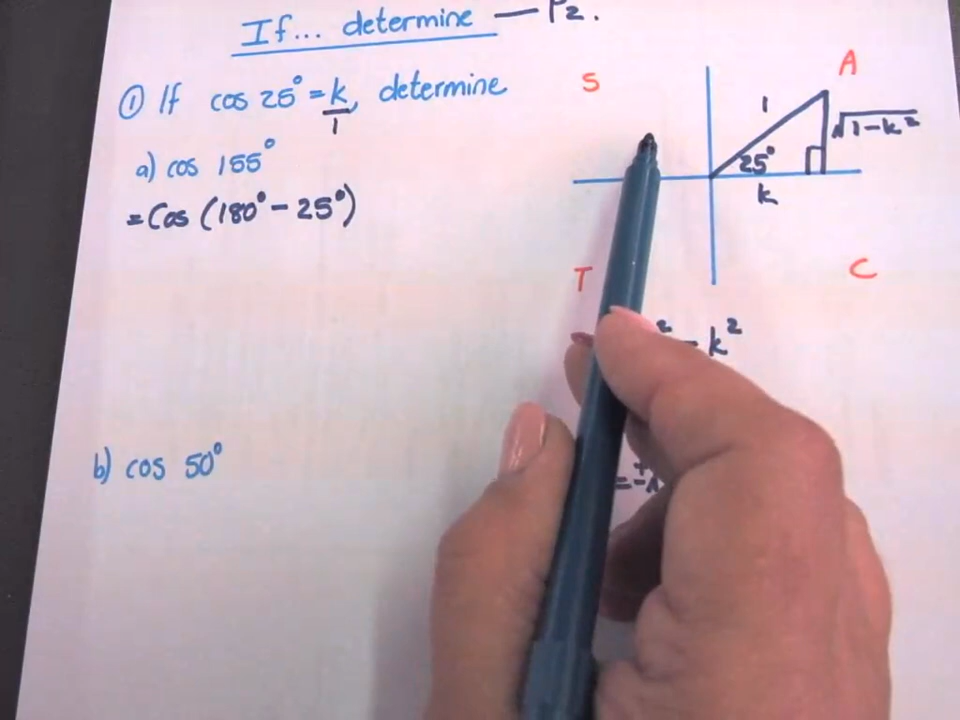 If... determine — P2.
① If cos 25° = k/1, determine
a) cos 155°
= Cos (180° - 25°)
b) cos 50°
S
A
1
√1-k²
25°
k
T
C
² - k²
= ±